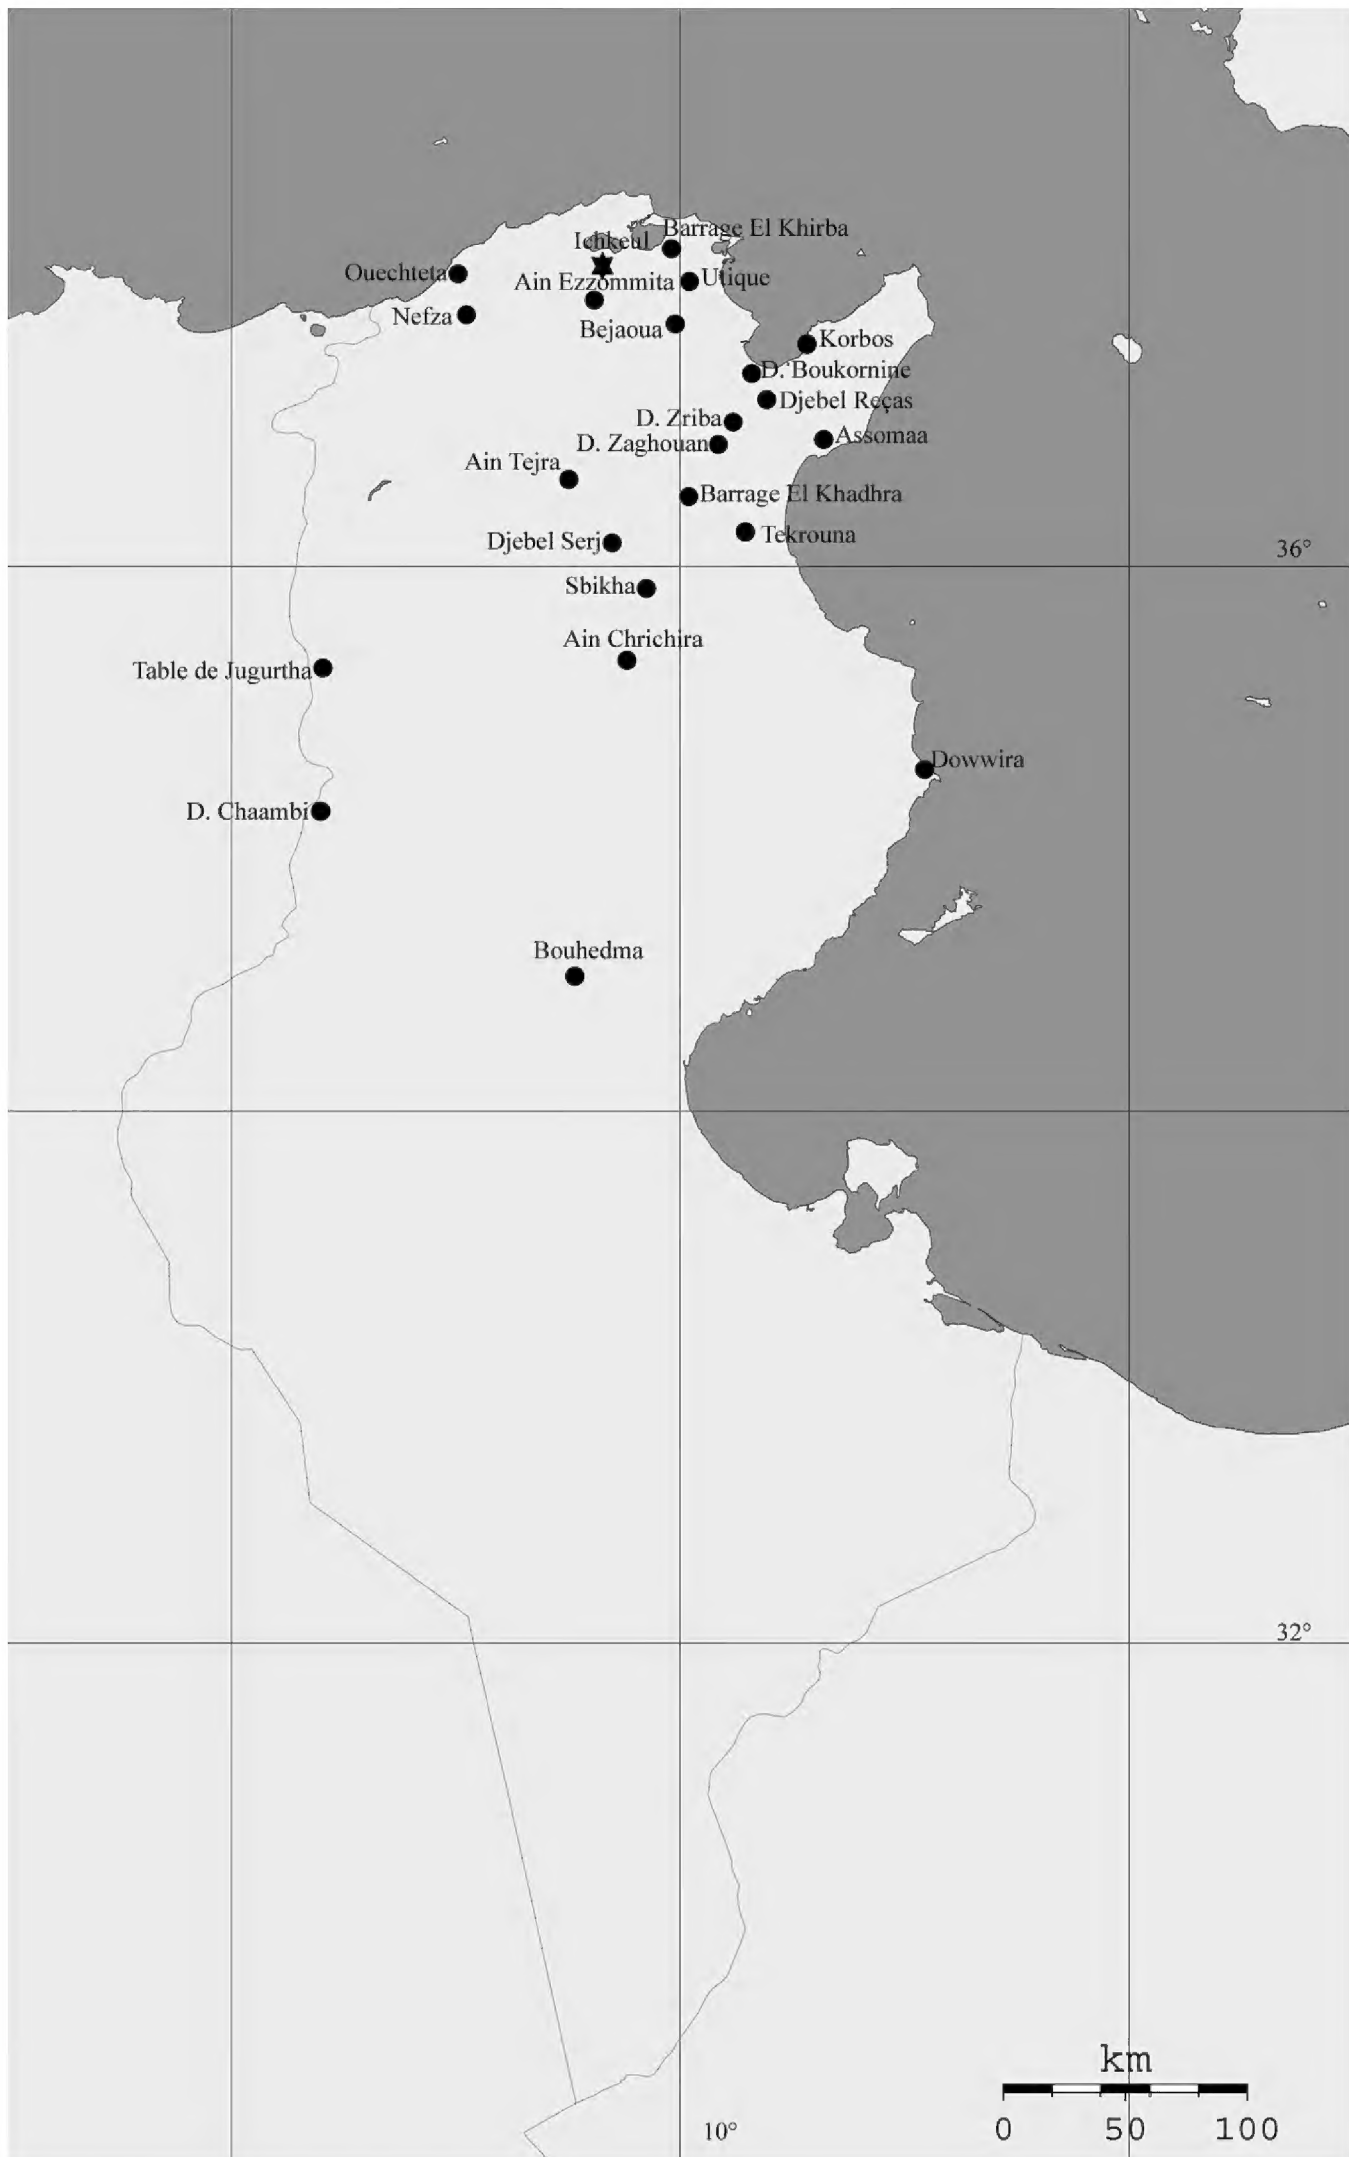 Barrage El Khirba
Ichkeul
Ouechteta
Ain Ezzommita
Utique
Nefza
Bejaoua
Korbos
D. Boukornine
Djebel Reças
D. Zriba
Assomaa
D. Zaghouan
Ain Tejra
Barrage El Khadhra
Tekrouna
Djebel Serj
36°
Sbikha
Ain Chrichira
Table de Jugurtha
Dowwira
D. Chaambi
Bouhedma
32°
km
10°
0 50 100